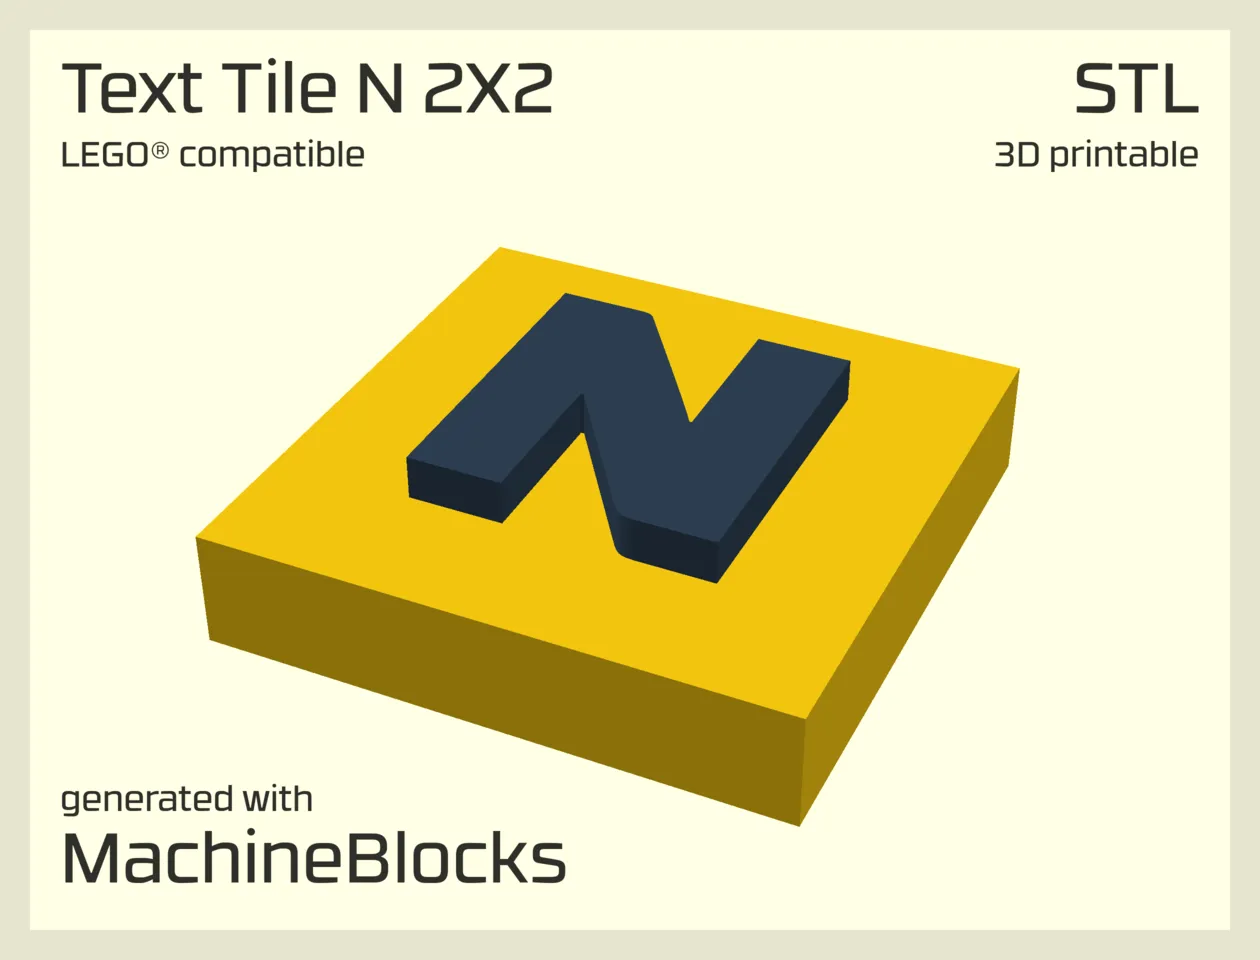 Text Tile N 2X2
STL
LEGO® compatible
3D printable
N
generated with
MachineBlocks